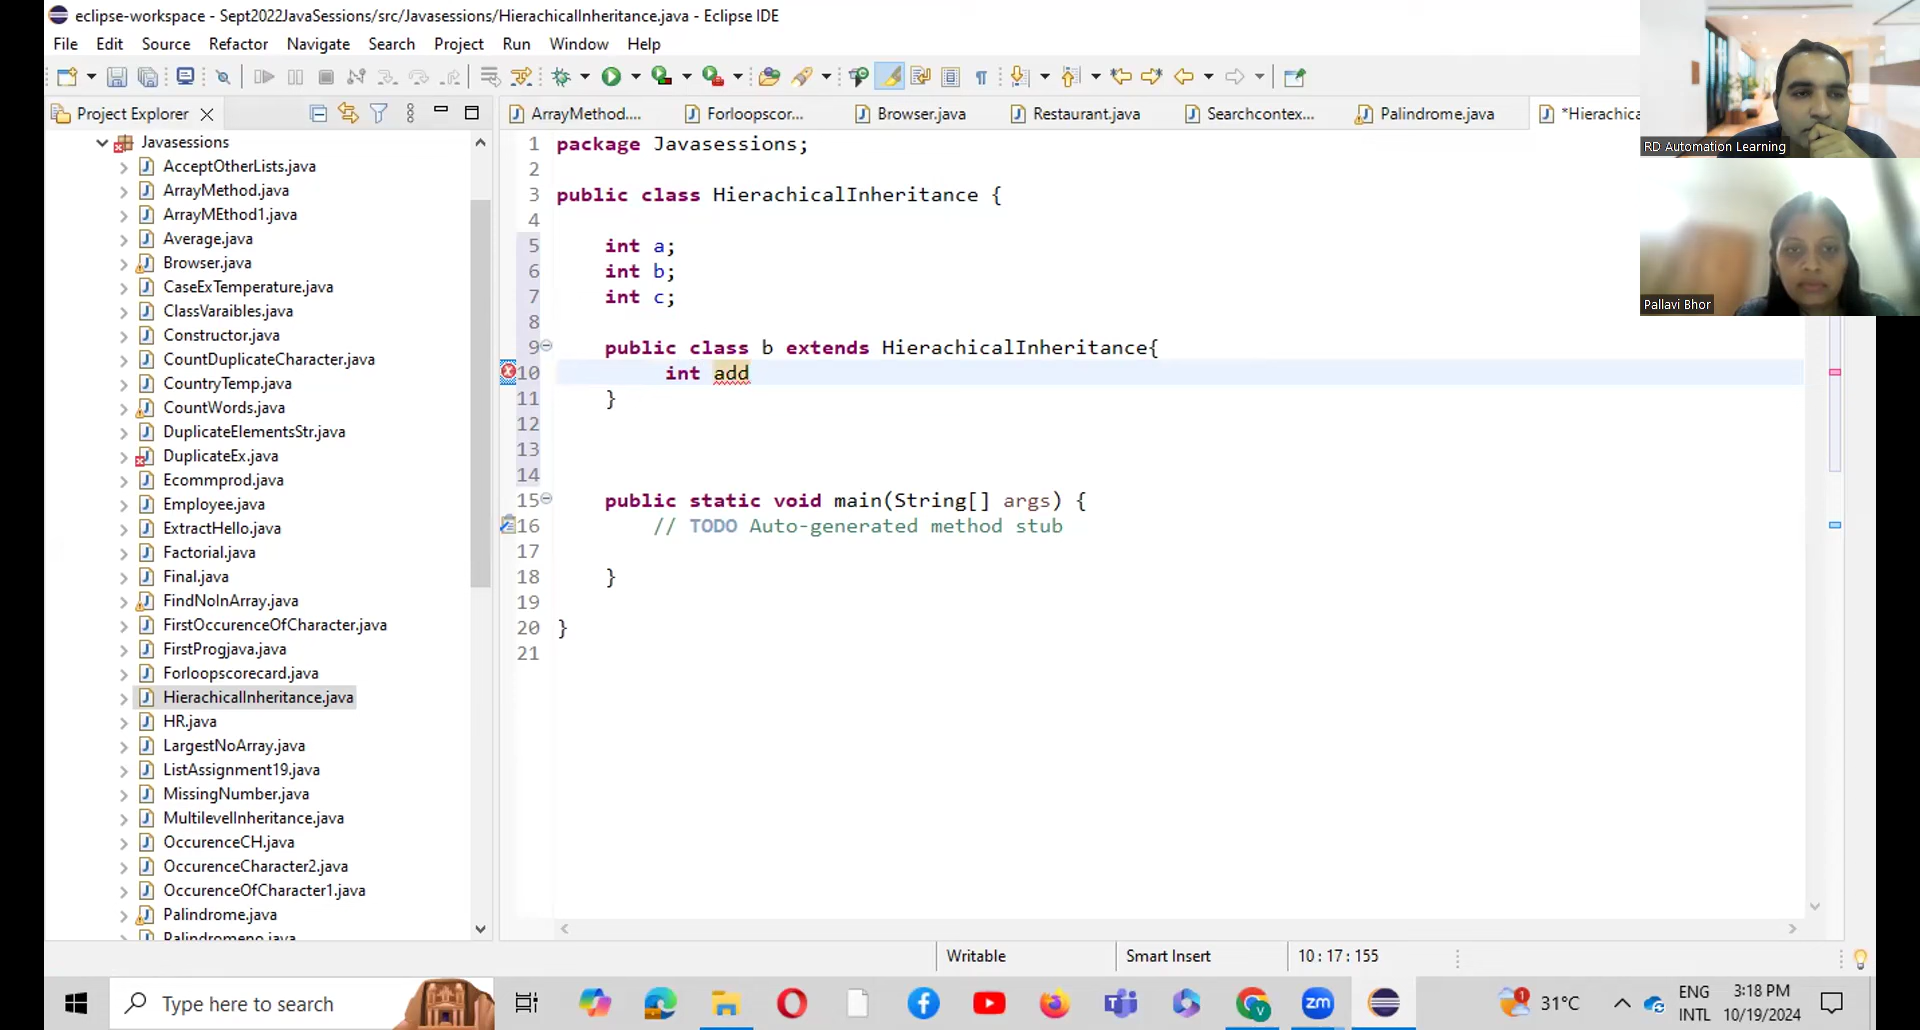 eclipse-workspace - Sept2022JavaSessions/src/Javasessions/HierachicalInheritance.java - Eclipse IDE
File Edit Source Refactor Navigate Search Project Run Window Help
Project Explorer
ArrayMethod.... Forloopscor... Browser.java Restaurant.java Searchcontex... Palindrome.java *Hierachica
RD Automation Learning
Pallavi Bhor
Javasessions
AcceptOtherLists.java
ArrayMethod.java
ArrayMEthod1.java
Average.java
Browser.java
CaseExTemperature.java
ClassVaraibles.java
Constructor.java
CountDuplicateCharacter.java
CountryTemp.java
CountWords.java
DuplicateElementsStr.java
DuplicateEx.java
Ecommprod.java
Employee.java
ExtractHello.java
Factorial.java
Final.java
FindNoInArray.java
FirstOccurenceOfCharacter.java
FirstProgjava.java
Forloopscorecard.java
HierachicalInheritance.java
HR.java
LargestNoArray.java
ListAssignment19.java
MissingNumber.java
MultilevelInheritance.java
OccurenceCH.java
OccurenceCharacter2.java
OccurenceOfCharacter1.java
Palindrome.java
Palindromeno.java
1 package Javasessions;
2
3 public class HierachicalInheritance {
4
5 int a;
6 int b;
7 int c;
8
9 public class b extends HierachicalInheritance{
10 int add
11 }
12
13
14
15 public static void main(String[] args) {
16 // TODO Auto-generated method stub
17
18 }
19
20 }
21
Writable Smart Insert 10 : 17 : 155
Type here to search
31°C
ENG
INTL
3:18 PM
10/19/2024